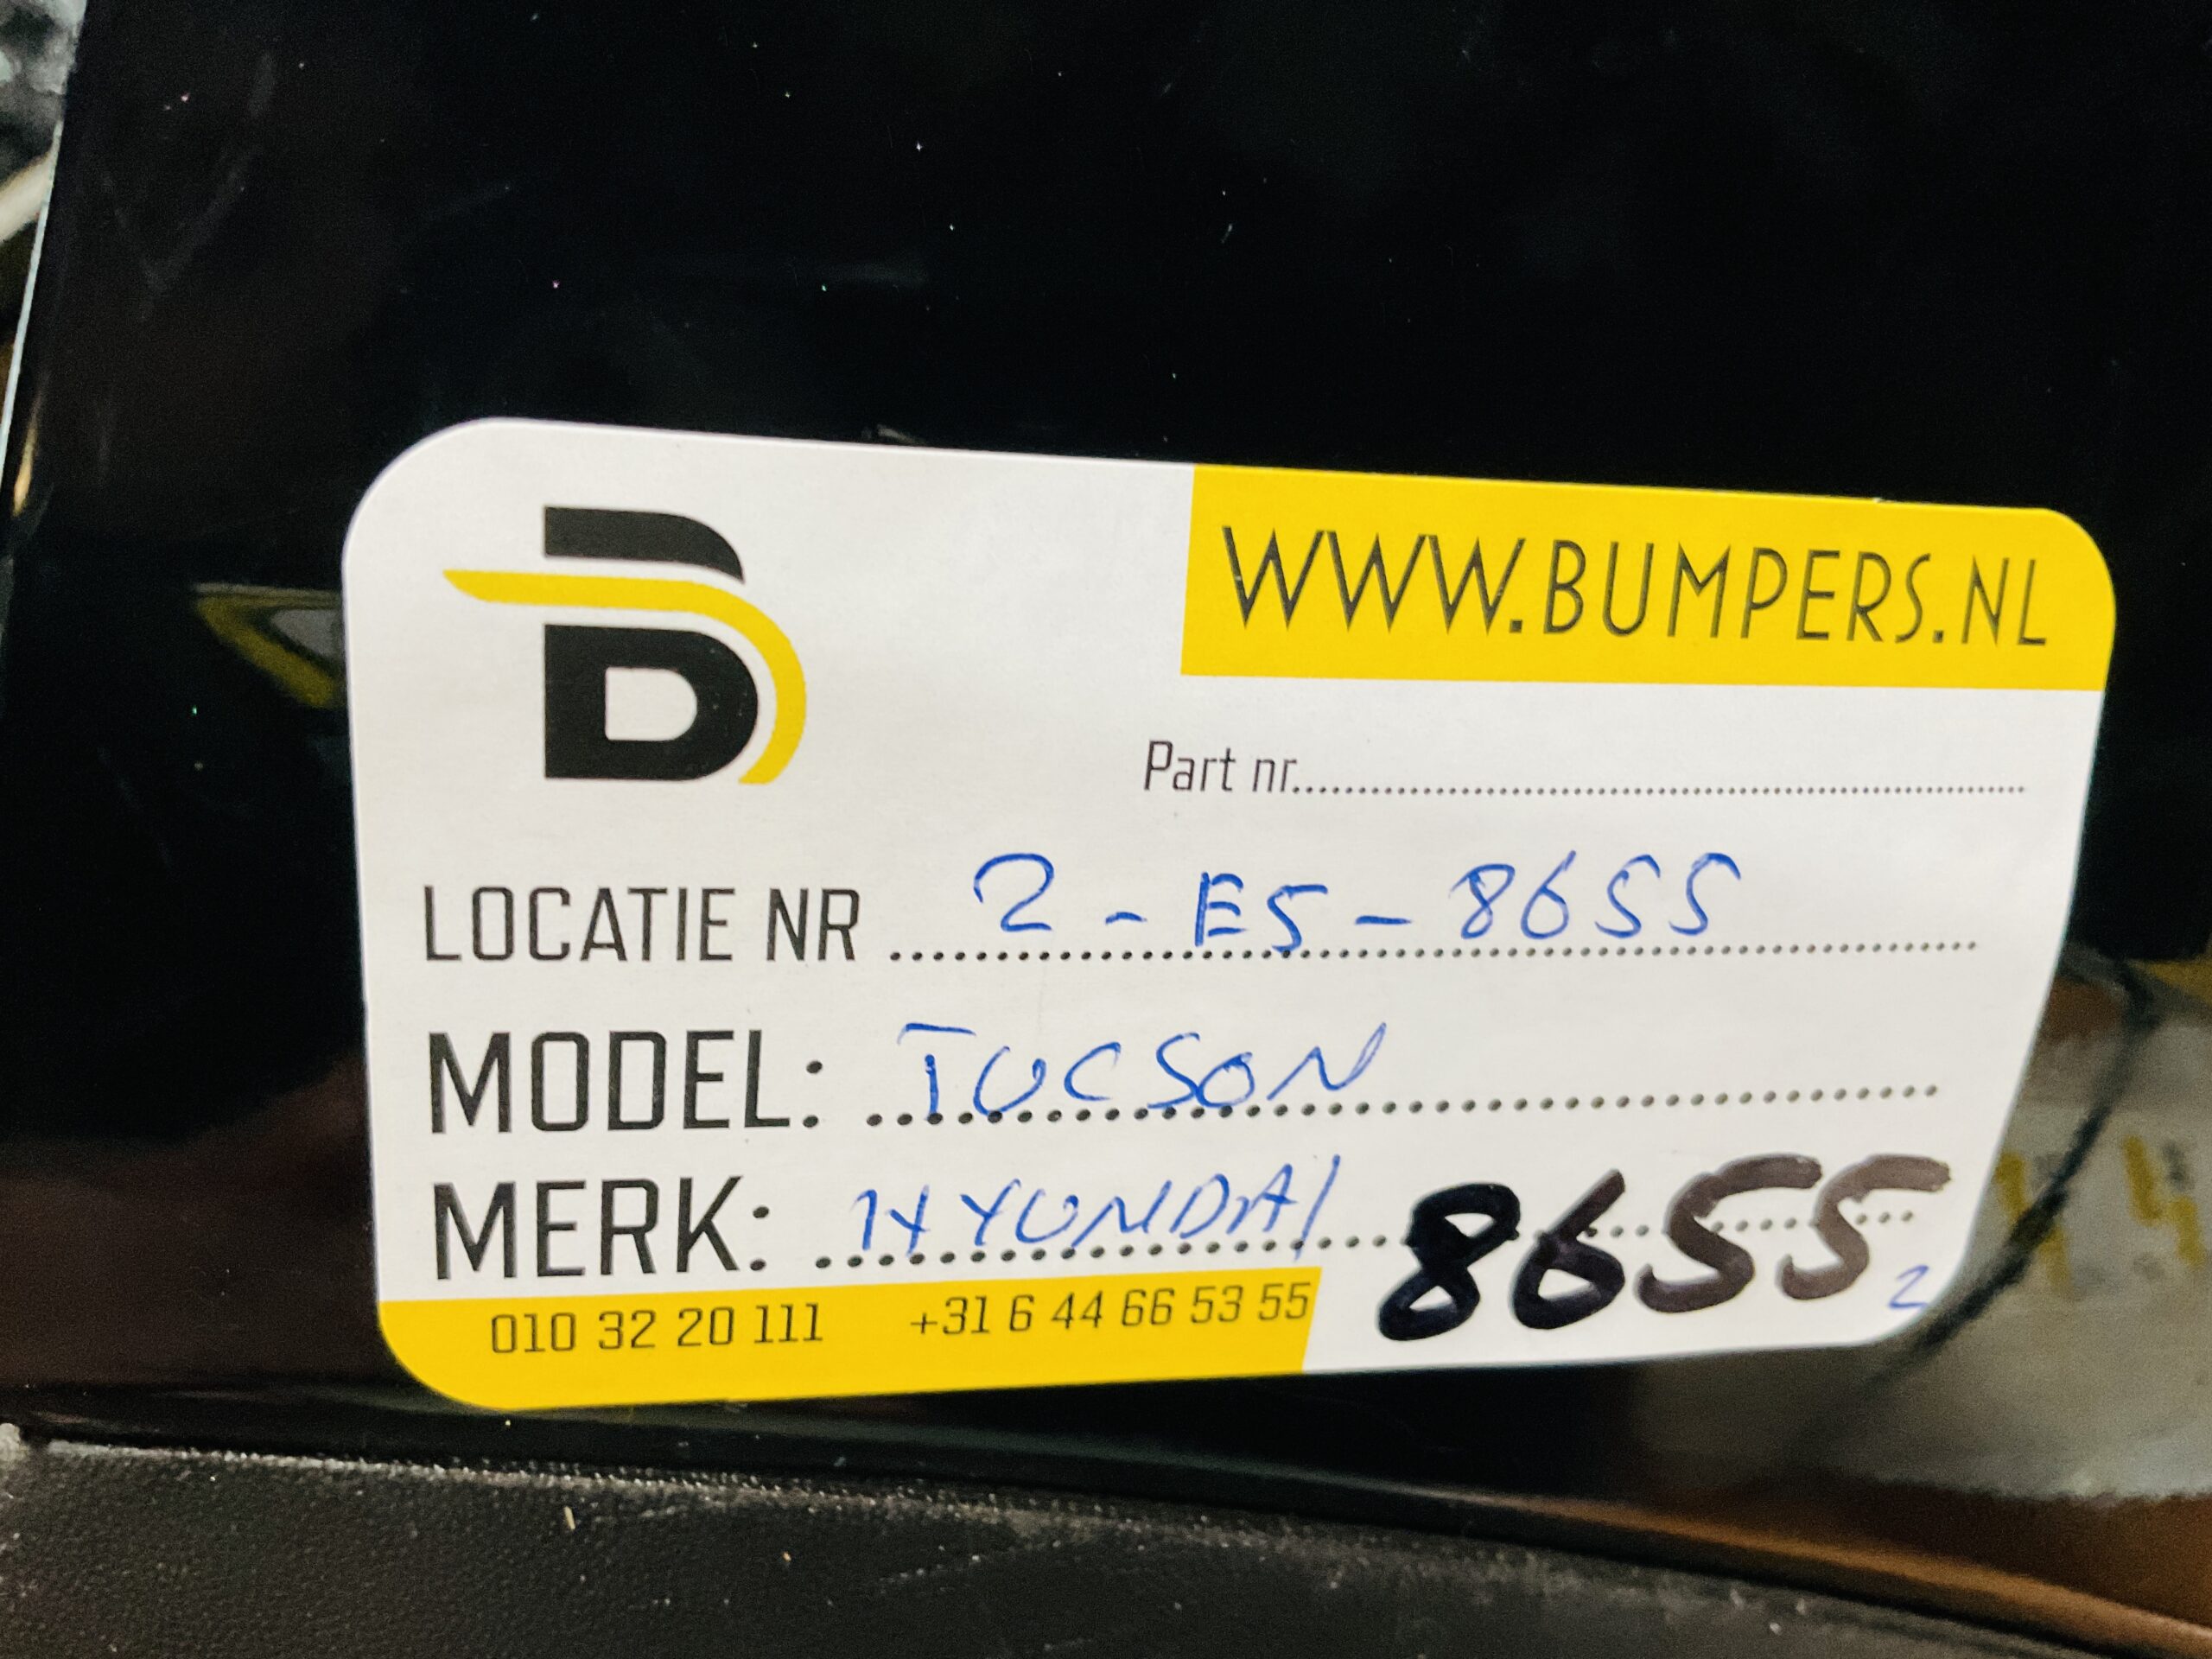 B
WWW.BUMPERS.NL
Part nr..........
LOCATIE NR 2 - E5 - 8655
MODEL: TUCSON
MERK: HYUNDAI
8655
2
010 32 20 111 +31 6 44 66 53 55